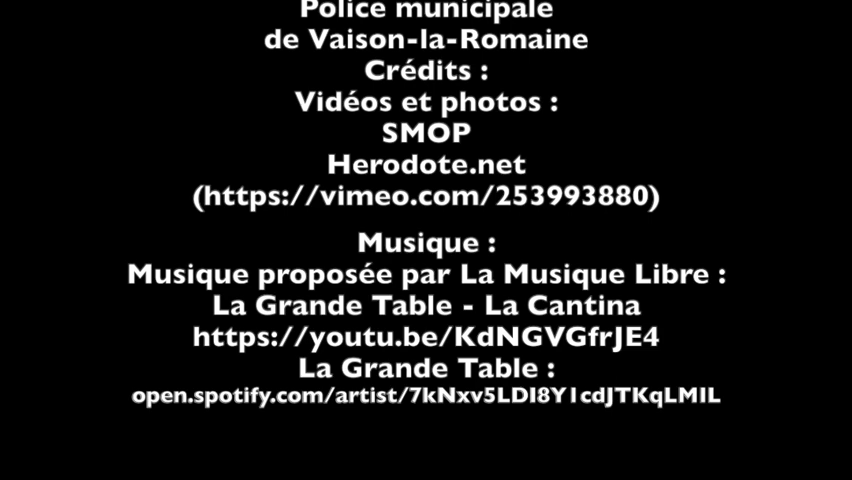 Police municipale
de Vaison-la-Romaine
Crédits :
Vidéos et photos :
SMOP
Herodote.net
(https://vimeo.com/253993880)
Musique :
Musique proposée par La Musique Libre :
La Grande Table - La Cantina
https://youtu.be/KdNGVGfrJE4
La Grande Table :
open.spotify.com/artist/7kNxv5LDI8Y1cdJTKqLMIL